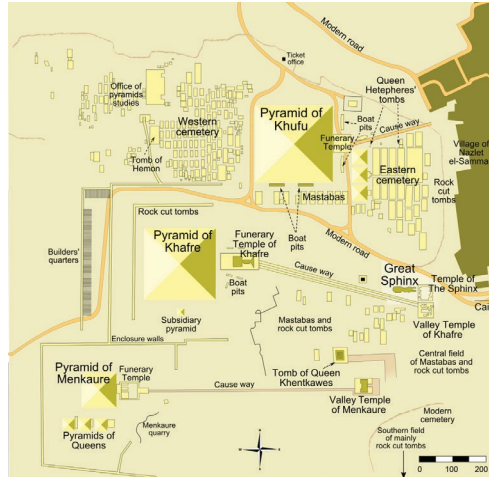 Modern road
Modern road
Ticket
office
Queen
Hetepheres'
tombs
Office of
pyramids
studies
Western
cemetery
Pyramid of
Khufu
Boat
pits
Cause way
Funerary
Temple
Village of
Nazlet
el-Samma
Tomb of
Hemon
Eastern
cemetery
Rock
cut
tombs
Mastabas
Rock cut tombs
Boat
pits
Modern road
Pyramid of
Khafre
Funerary
Temple of
Khafre
Builders'
quarters
Cause way
Great
Sphinx
Temple of
The Sphinx
Boat
pits
Cai
Subsidiary
pyramid
Mastabas and
rock cut tombs
Valley Temple
of Khafre
Enclosure walls
Central field
of Mastabas
and rock
cut tombs
Pyramid of
Menkaure
Funerary
Temple
Tomb of Queen
Khentkawes
Cause way
Valley Temple
of Menkaure
Pyramids of
Queens
Menkaure
quarry
Modern
cemetery
Southern field
of mainly
rock cut tombs
0 100 200